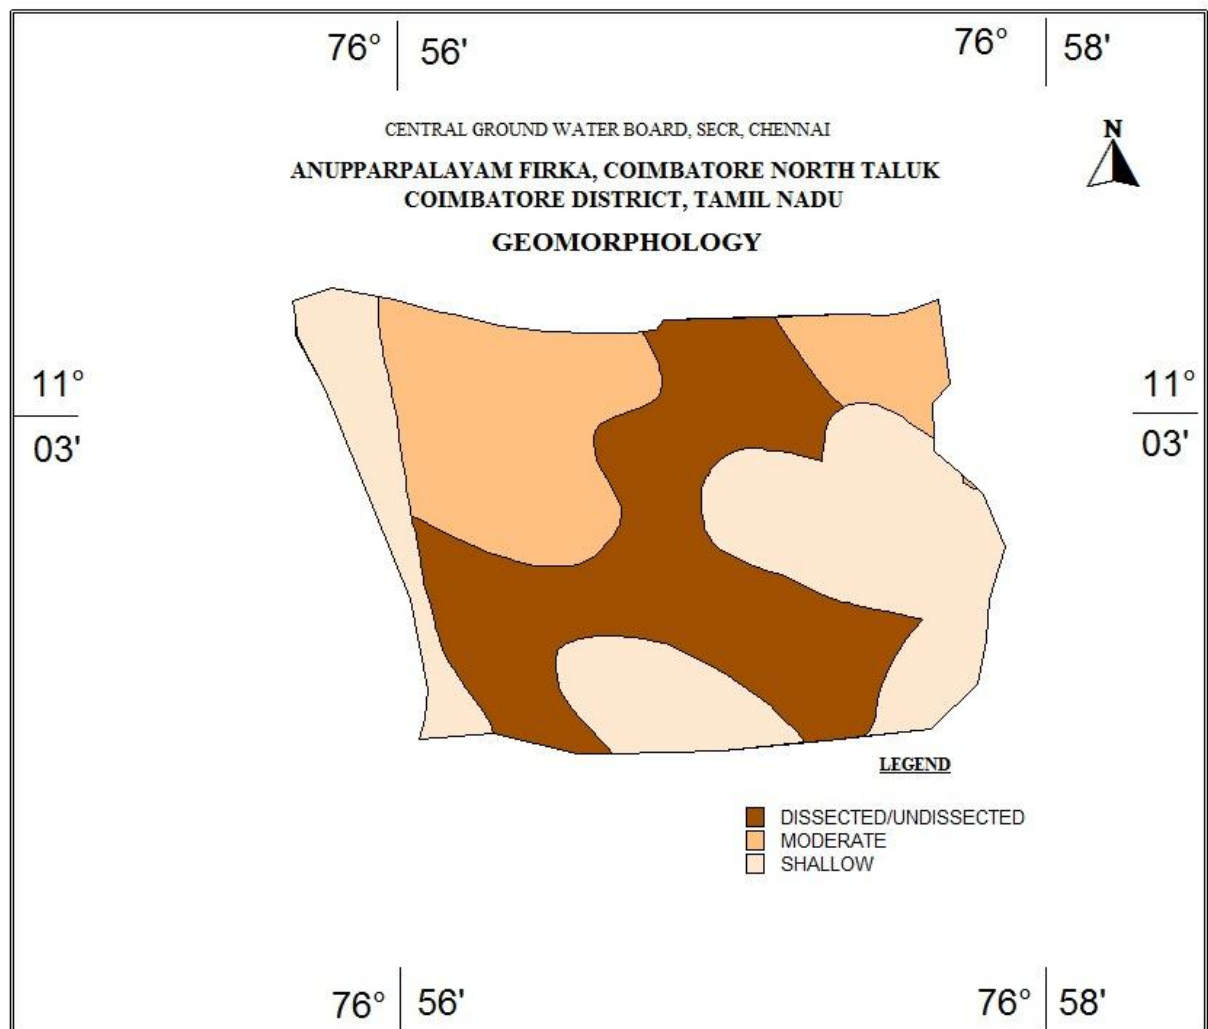 76° 56' 76° 58'
CENTRAL GROUND WATER BOARD, SECR, CHENNAI
N
ANUPPARPALAYAM FIRKA, COIMBATORE NORTH TALUK
COIMBATORE DISTRICT, TAMIL NADU
GEOMORPHOLOGY
11° 11°
03' 03'
LEGEND
DISSECTED/UNDISSECTED
MODERATE
SHALLOW
76° 56' 76° 58'